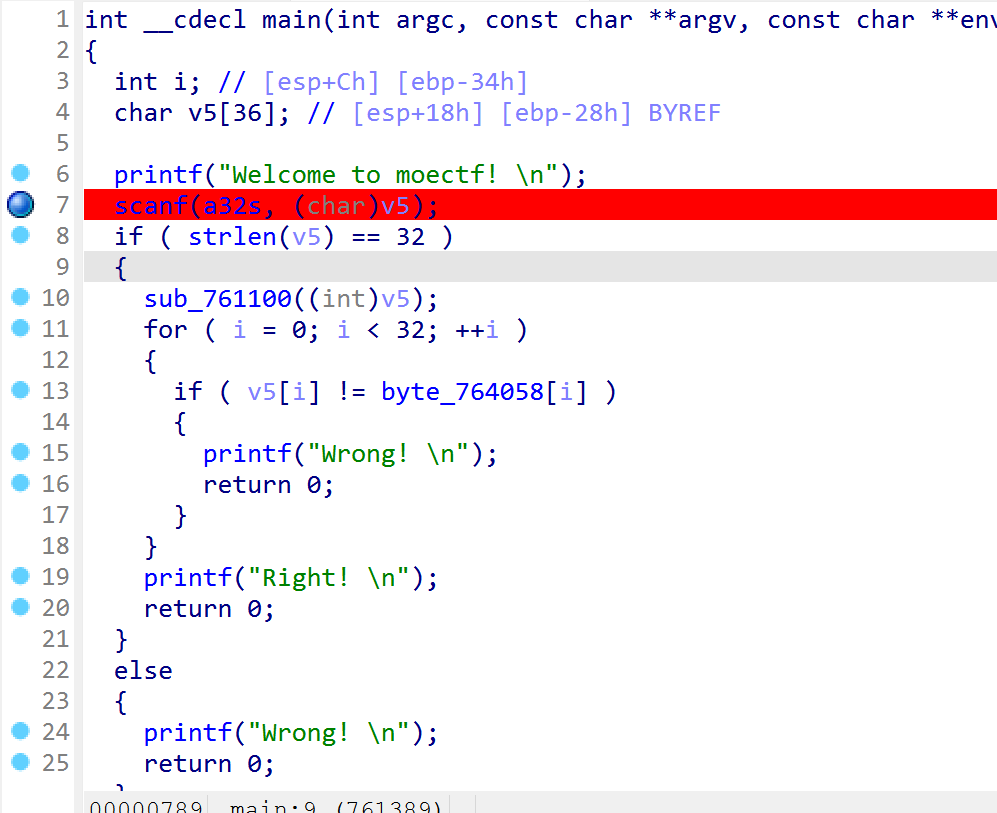 1 int __cdecl main(int argc, const char **argv, const char **env
2 {
3 int i; // [esp+Ch] [ebp-34h]
4 char v5[36]; // [esp+18h] [ebp-28h] BYREF
5
6 printf("Welcome to moectf! \n");
7 scanf(a32s, (char)v5);
8 if ( strlen(v5) == 32 )
9 {
10 sub_761100((int)v5);
11 for ( i = 0; i < 32; ++i )
12 {
13 if ( v5[i] != byte_764058[i] )
14 {
15 printf("Wrong! \n");
16 return 0;
17 }
18 }
19 printf("Right! \n");
20 return 0;
21 }
22 else
23 {
24 printf("Wrong! \n");
25 return 0;
}
00000789 main:9 (761389)